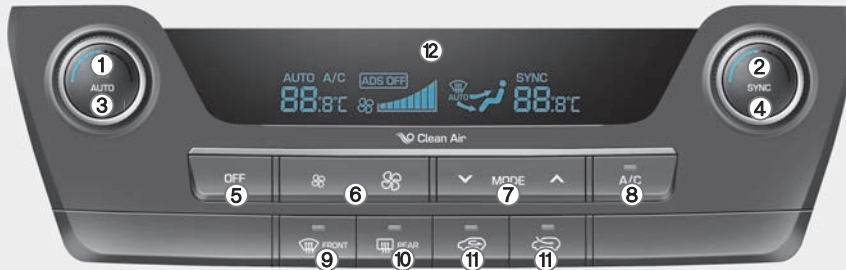 ① ②
AUTO SYNC
③ ④
⑫
AUTO A/C ADS OFF SYNC
88:8°C AUTO 88:8°C
Clean Air
OFF MODE A/C
⑤ ⑥ ⑦ ⑧
FRONT REAR
⑨ ⑩ ⑪ ⑪